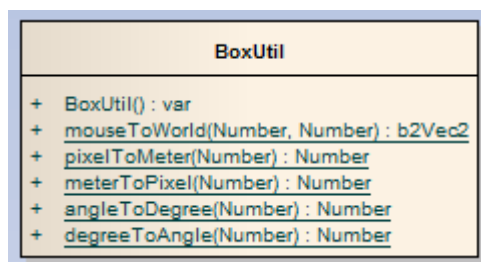 BoxUtil
+ BoxUtil() : var
+ mouseToWorld(Number, Number) : b2Vec2
+ pixelToMeter(Number) : Number
+ meterToPixel(Number) : Number
+ angleToDegree(Number) : Number
+ degreeToAngle(Number) : Number